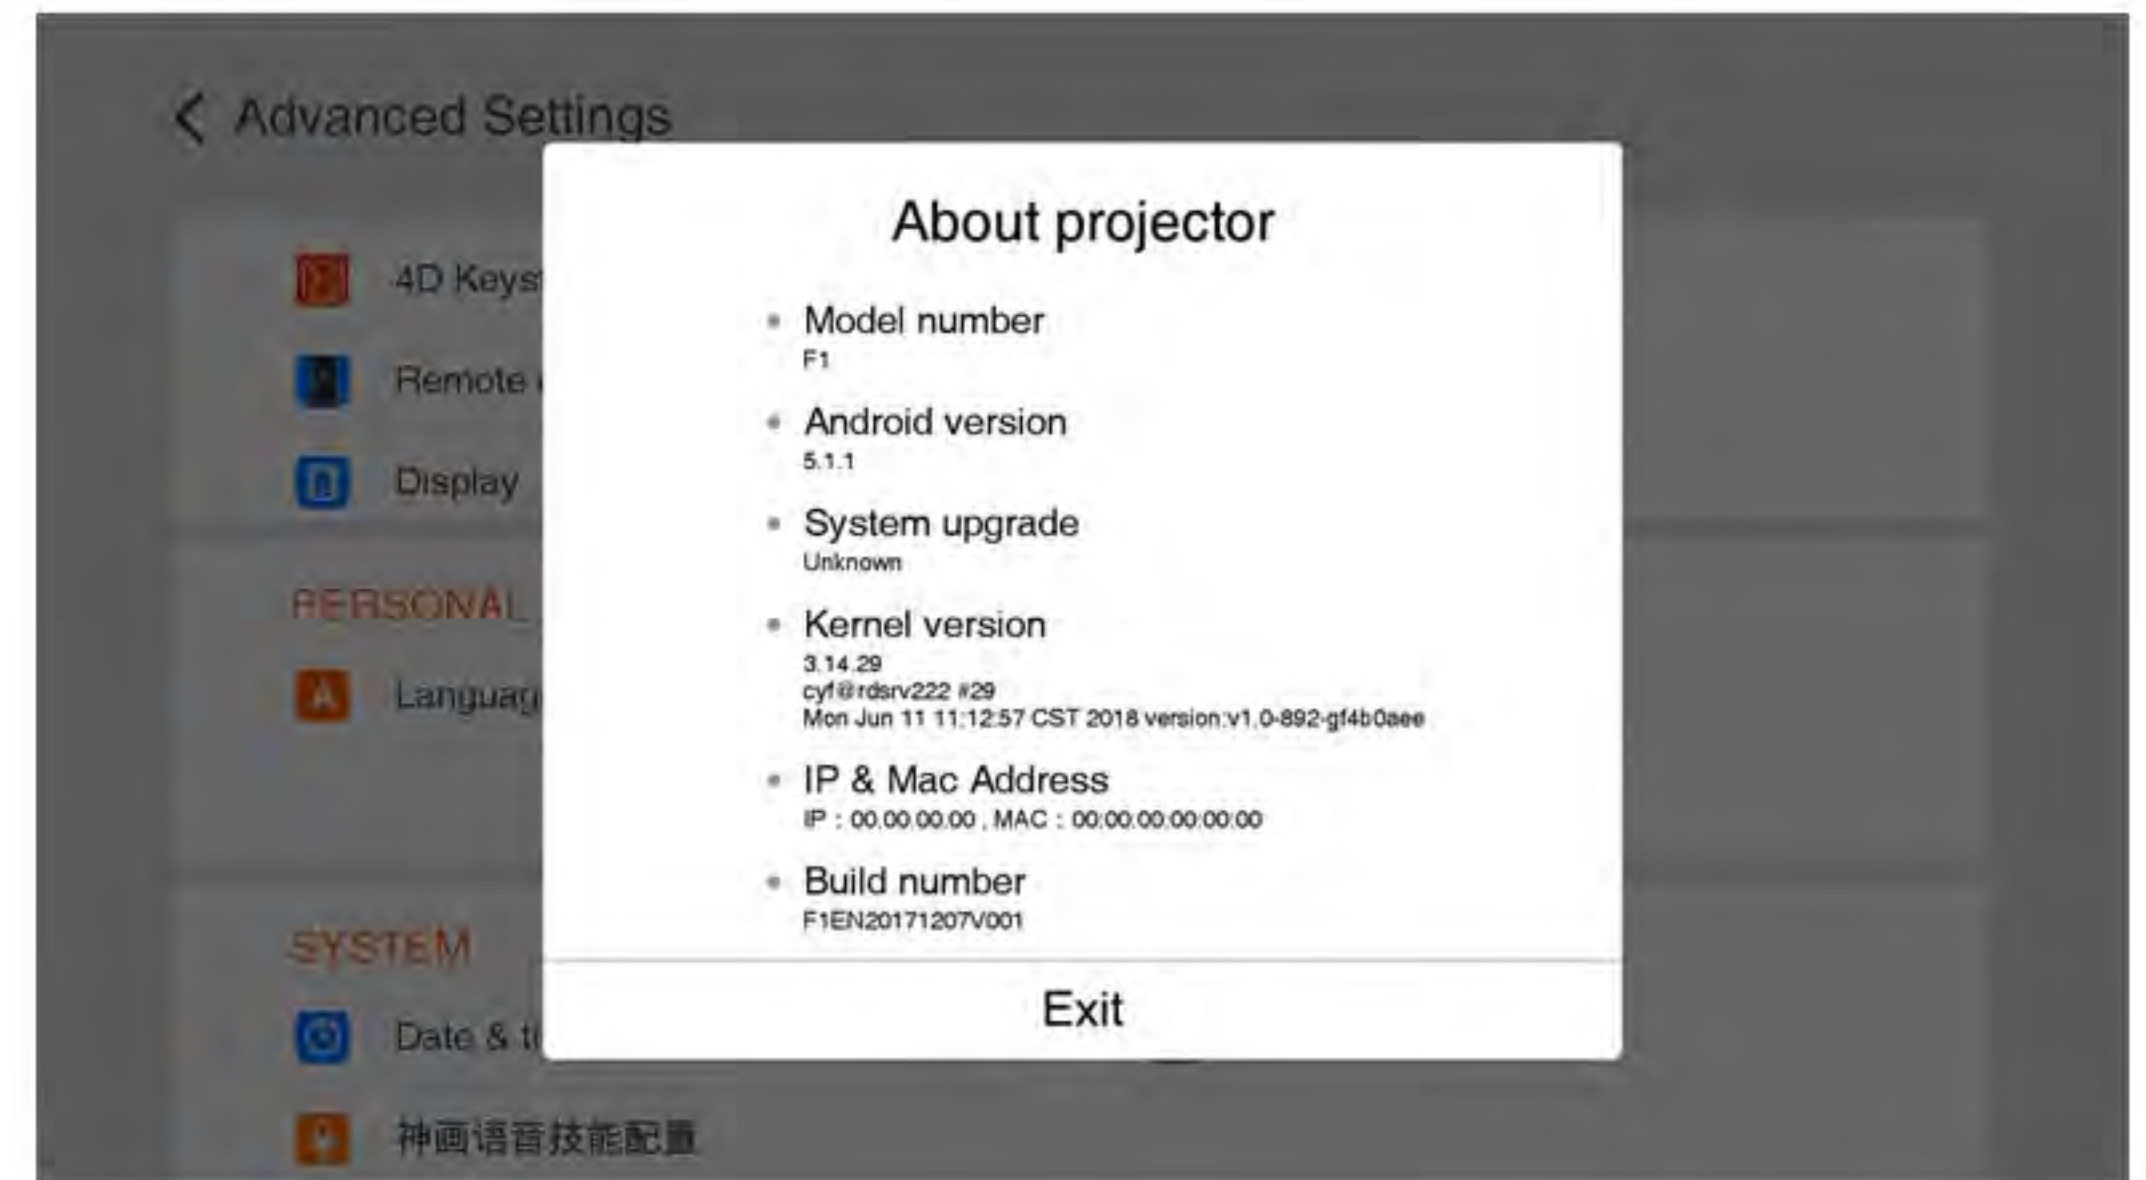 Advanced Settings
About projector
4D Keys
Model number
F1
Remote
Android version
5.1.1
Display
System upgrade
Unknown
PERSONAL
Kernel version
3.14.29
cyf@rdsrv222 #29
Languag
Mon Jun 11 11:12:57 CST 2018 version:v1.0-892-gf4b0aee
IP & Mac Address
IP : 00.00.00.00 , MAC : 00:00:00:00:00:00
Build number
F1EN20171207V001
SYSTEM
Exit
Date & t
神画语音技能配置